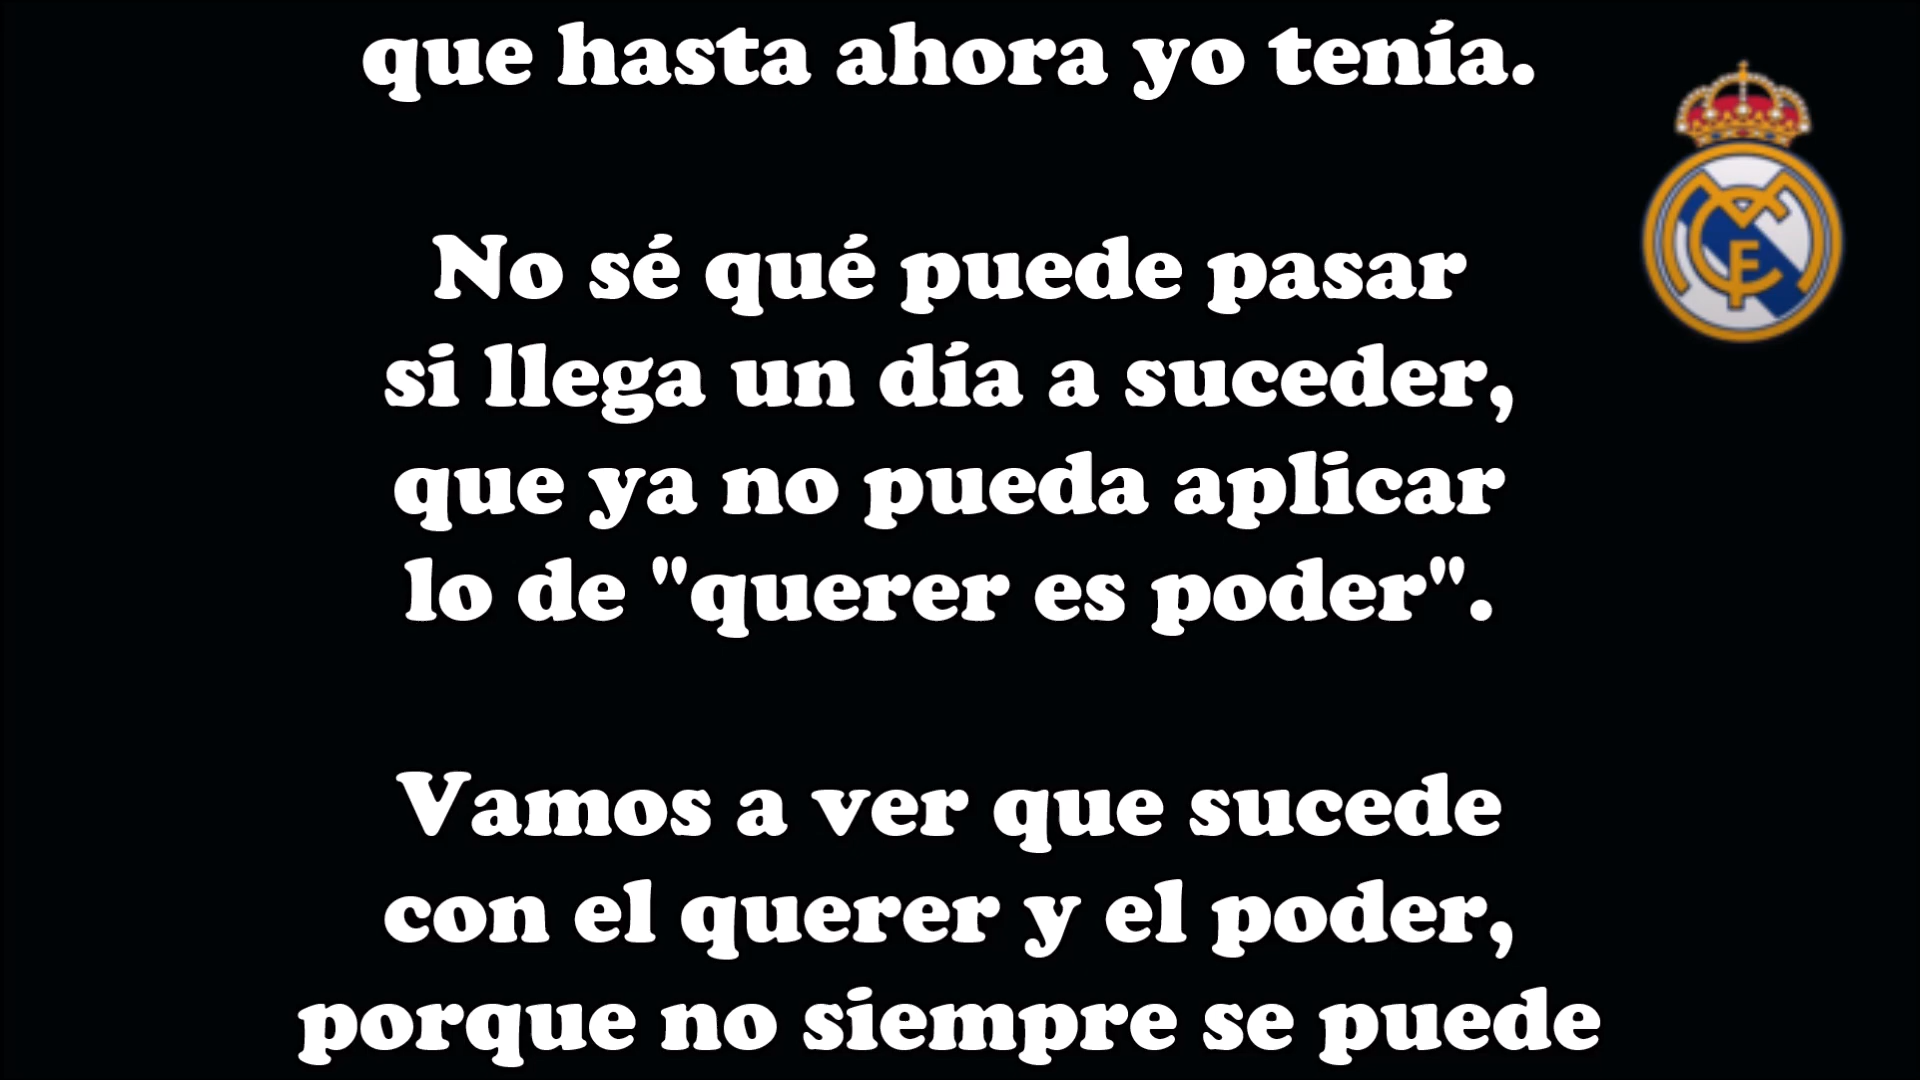 que hasta ahora yo tenía.
No sé qué puede pasar
si llega un día a suceder,
que ya no pueda aplicar
lo de "querer es poder".
Vamos a ver que sucede
con el querer y el poder,
porque no siempre se puede